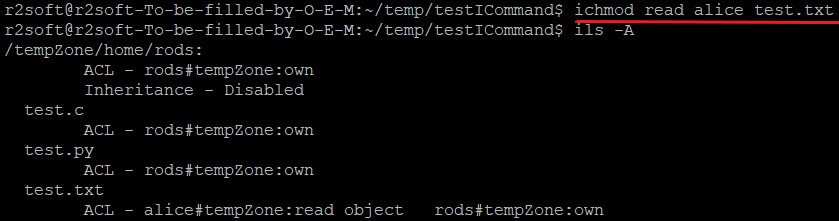 r2soft@r2soft-To-be-filled-by-O-E-M:~/temp/testICommand$ ichmod read alice test.txt
r2soft@r2soft-To-be-filled-by-O-E-M:~/temp/testICommand$ ils -A
/tempZone/home/rods:
        ACL - rods#tempZone:own
        Inheritance - Disabled
  test.c
        ACL - rods#tempZone:own
  test.py
        ACL - rods#tempZone:own
  test.txt
        ACL - alice#tempZone:read object   rods#tempZone:own